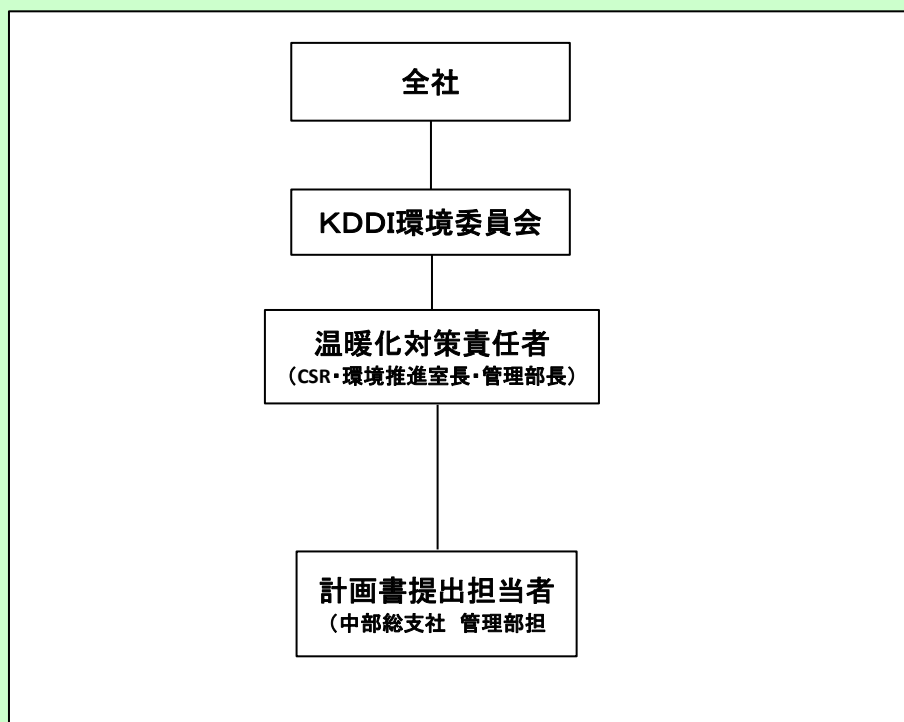 全社
KDDI環境委員会
温暖化対策責任者
（CSR・環境推進室長・管理部長）
計画書提出担当者
（中部総支社　管理部担